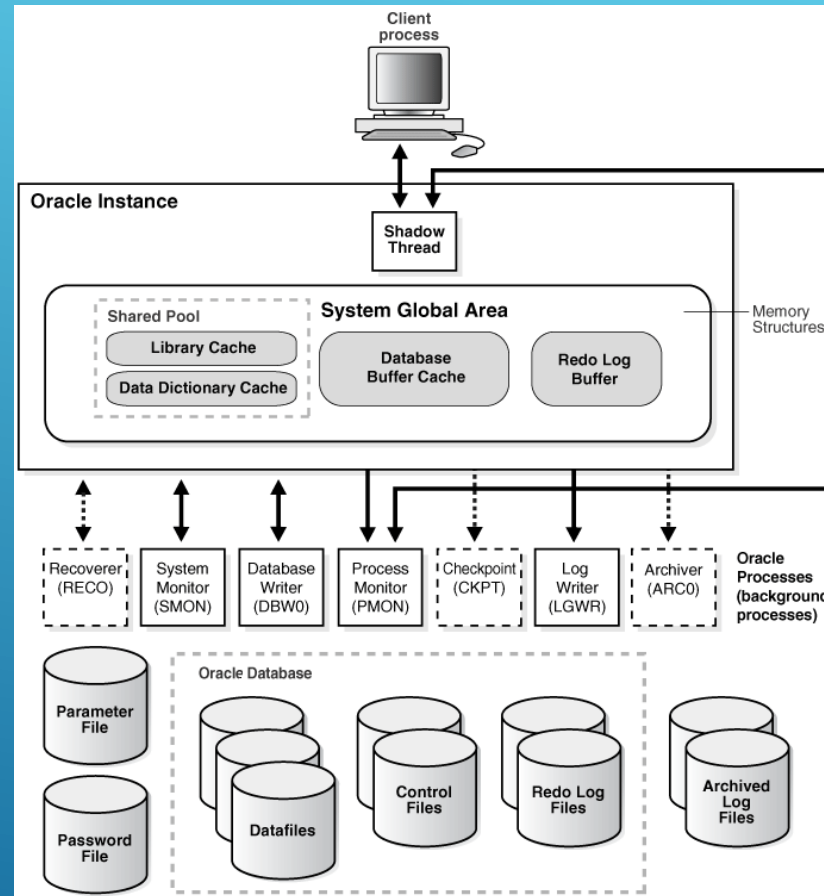 Client
process
Oracle Instance
Shadow
Thread
Shared Pool
System Global Area
Library Cache
Data Dictionary Cache
Database
Buffer Cache
Redo Log
Buffer
Memory
Structures
Recoverer
(RECO)
System
Monitor
(SMON)
Database
Writer
(DBW0)
Process
Monitor
(PMON)
Checkpoint
(CKPT)
Log
Writer
(LGWR)
Archiver
(ARC0)
Oracle
Processes
(background
processes)
Parameter
File
Password
File
Oracle Database
Datafiles
Control
Files
Redo Log
Files
Archived
Log
Files